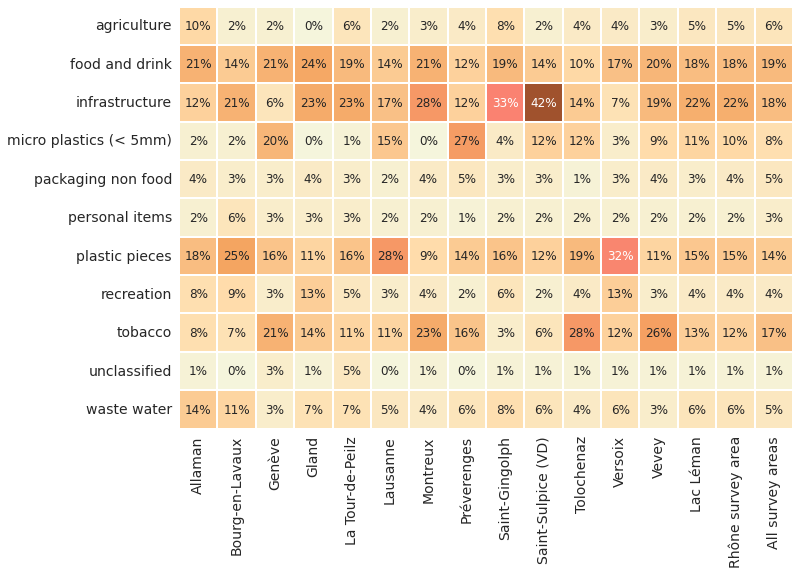 agriculture 10% 2% 2% 0% 6% 2% 3% 4% 8% 2% 4% 4% 3% 5% 5% 6%
food and drink 21% 14% 21% 24% 19% 14% 21% 12% 19% 14% 10% 17% 20% 18% 18% 19%
infrastructure 12% 21% 6% 23% 23% 17% 28% 12% 33% 42% 14% 7% 19% 22% 22% 18%
micro plastics (< 5mm) 2% 2% 20% 0% 1% 15% 0% 27% 4% 12% 12% 3% 9% 11% 10% 8%
packaging non food 4% 3% 3% 4% 3% 2% 4% 5% 3% 3% 1% 3% 4% 3% 4% 5%
personal items 2% 6% 3% 3% 3% 2% 2% 1% 2% 2% 2% 2% 2% 2% 2% 3%
plastic pieces 18% 25% 16% 11% 16% 28% 9% 14% 16% 12% 19% 32% 11% 15% 15% 14%
recreation 8% 9% 3% 13% 5% 3% 4% 2% 6% 2% 4% 13% 3% 4% 4% 4%
tobacco 8% 7% 21% 14% 11% 11% 23% 16% 3% 6% 28% 12% 26% 13% 12% 17%
unclassified 1% 0% 3% 1% 5% 0% 1% 0% 1% 1% 1% 1% 1% 1% 1% 1%
waste water 14% 11% 3% 7% 7% 5% 4% 6% 8% 6% 4% 6% 3% 6% 6% 5%
Allaman
Bourg-en-Lavaux
Genève
Gland
La Tour-de-Peilz
Lausanne
Montreux
Préverenges
Saint-Gingolph
Saint-Sulpice (VD)
Tolochenaz
Versoix
Vevey
Lac Léman
Rhône survey area
All survey areas